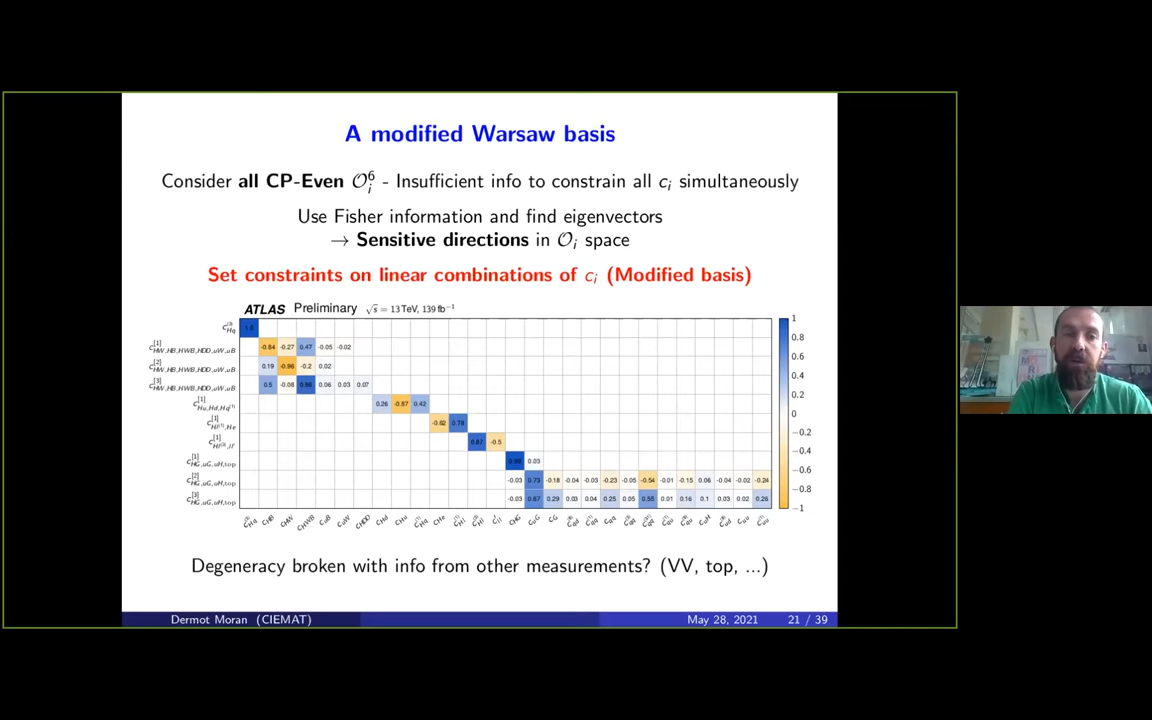 A modified Warsaw basis
Consider all CP-Even 𝒪ᵢ⁶ - Insufficient info to constrain all cᵢ simultaneously
Use Fisher information and find eigenvectors
→ Sensitive directions in 𝒪ᵢ space
Set constraints on linear combinations of cᵢ (Modified basis)
ATLAS Preliminary √s = 13 TeV, 139 fb⁻¹
1
0.8
0.6
0.4
0.2
0
−0.2
−0.4
−0.6
−0.8
−1
-0.84 -0.27 0.47 -0.05 -0.02
0.19 -0.96 -0.2 0.02
0.5 -0.08 0.06 0.03 0.07
0.26 -0.87 0.42
-0.62 0.78
0.87 -0.5
0.03
-0.03 0.73 -0.18 -0.04 -0.03 -0.23 -0.05 -0.54 -0.01 -0.15 0.06 -0.04 -0.02 -0.24
-0.03 0.67 0.29 0.03 0.04 0.25 0.05 0.55 0.01 0.16 0.1 0.03 0.02 0.26
Degeneracy broken with info from other measurements? (VV, top, ...)
Dermot Moran (CIEMAT) May 28, 2021 21 / 39